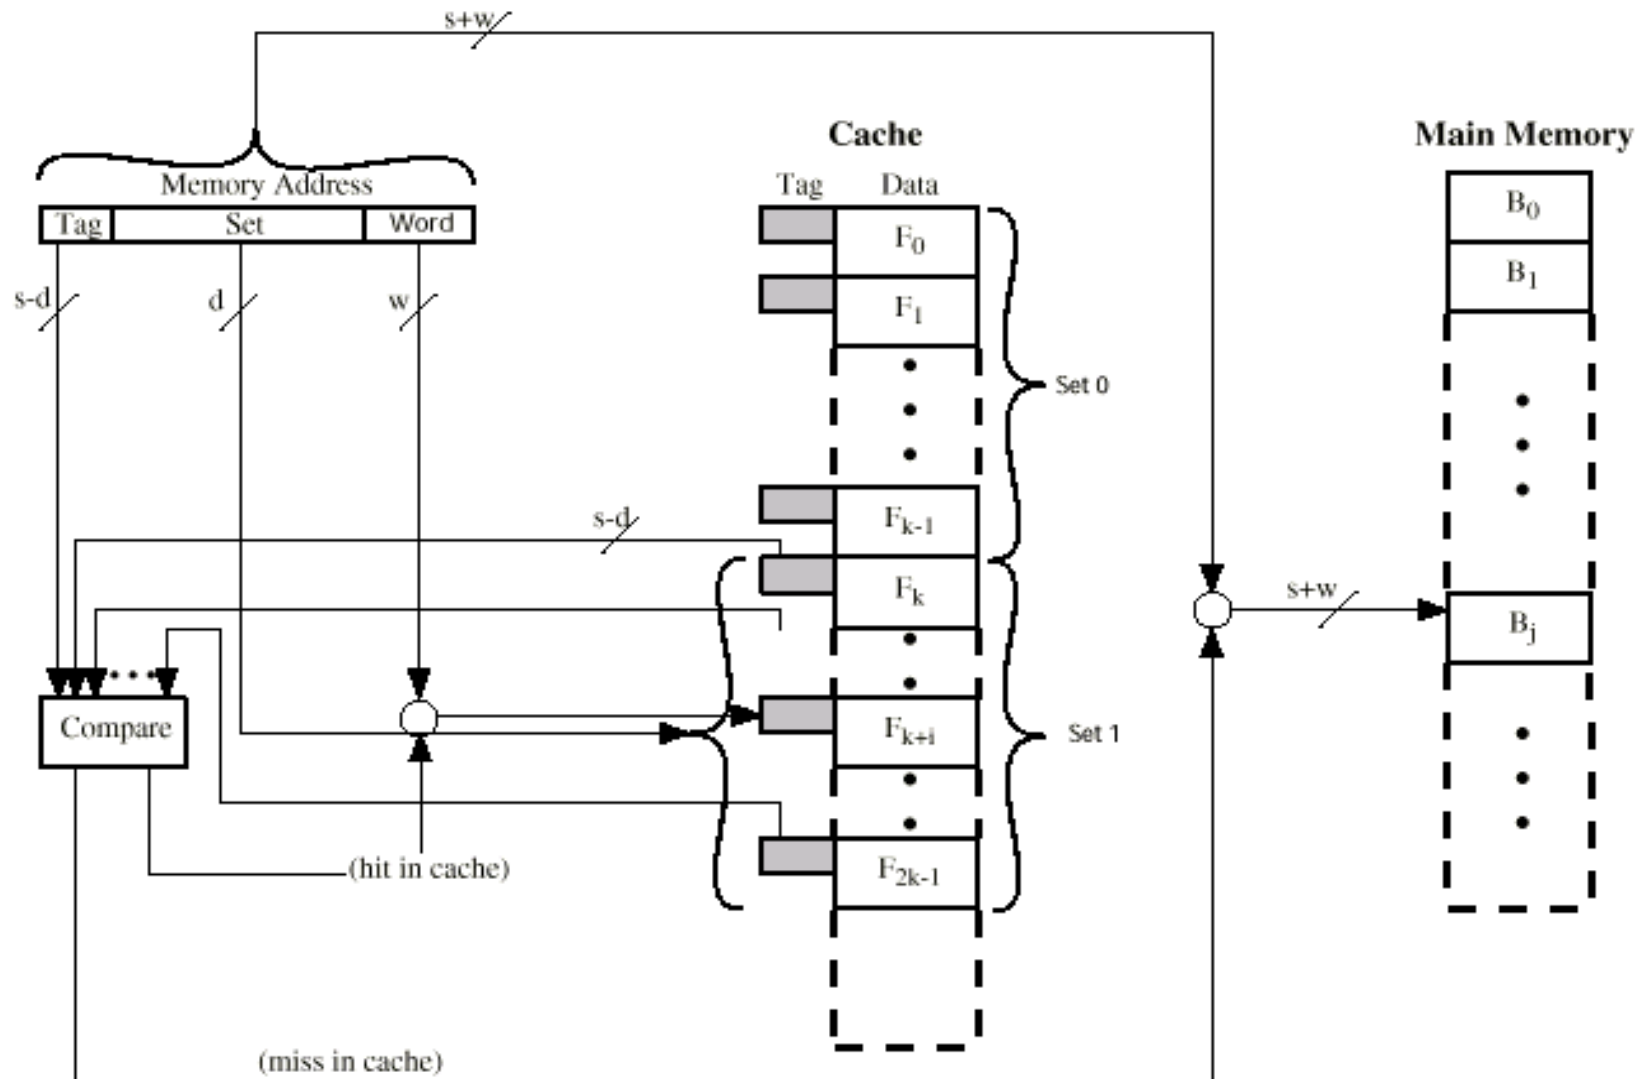 s+w
Cache
Main Memory
Memory Address
Tag Data
Tag Set Word
B0
F0
B1
s-d d w
F1
Set 0
s-d
Fk-1
Fk
s+w
Bj
Compare
Fk+i
Set 1
(hit in cache)
F2k-1
(miss in cache)